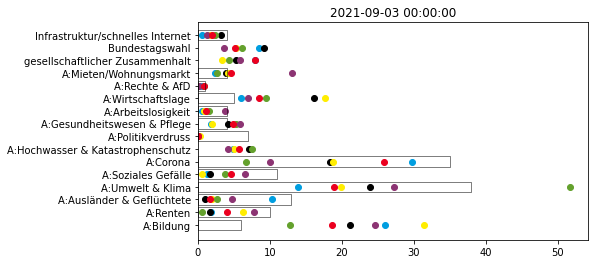 2021-09-03 00:00:00
Infrastruktur/schnelles Internet
Bundestagswahl
gesellschaftlicher Zusammenhalt
A:Mieten/Wohnungsmarkt
A:Rechte & AfD
A:Wirtschaftslage
A:Arbeitslosigkeit
A:Gesundheitswesen & Pflege
A:Politikverdruss
A:Hochwasser & Katastrophenschutz
A:Corona
A:Soziales Gefälle
A:Umwelt & Klima
A:Ausländer & Geflüchtete
A:Renten
A:Bildung
0 10 20 30 40 50